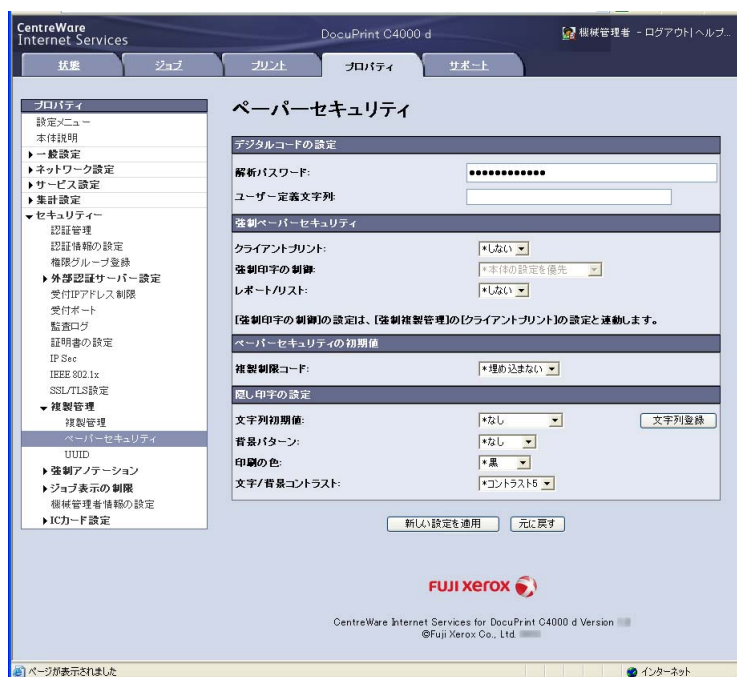 CentreWare
Internet Services
DocuPrint C4000 d
機械管理者 - ログアウト| ヘルプ...
状態
ジョブ
プリント
プロパティ
サポート
プロパティ
設定メニュー
本体説明
一般設定
ネットワーク設定
サービス設定
集計設定
セキュリティー
認証管理
認証情報の設定
権限グループ登録
外部認証サーバー設定
受付IPアドレス制限
受付ポート
監査ログ
証明書の設定
IP Sec
IEEE 802.1x
SSL/TLS設定
複製管理
複製管理
ペーパーセキュリティ
UUID
強制アノテーション
ジョブ表示の制限
機械管理者情報の設定
ICカード設定
ペーパーセキュリティ
デジタルコードの設定
解析パスワード: ●●●●●●●●●●●●
ユーザー定義文字列:
強制ペーパーセキュリティ
クライアントプリント: *しない
強制印字の制御: *本体の設定を優先
レポート/リスト: *しない
[強制印字の制御]の設定は、[強制複製管理]の[クライアントプリント]の設定と連動します。
ペーパーセキュリティの初期値
複製制限コード: *埋め込まない
隠し印字の設定
文字列初期値: *なし 文字列登録
背景パターン: *なし
印刷の色: *黒
文字/背景コントラスト: *コントラスト5
新しい設定を適用 元に戻す
FUJI XEROX
CentreWare Internet Services for DocuPrint C4000 d Version
©Fuji Xerox Co., Ltd.
ページが表示されました
インターネット